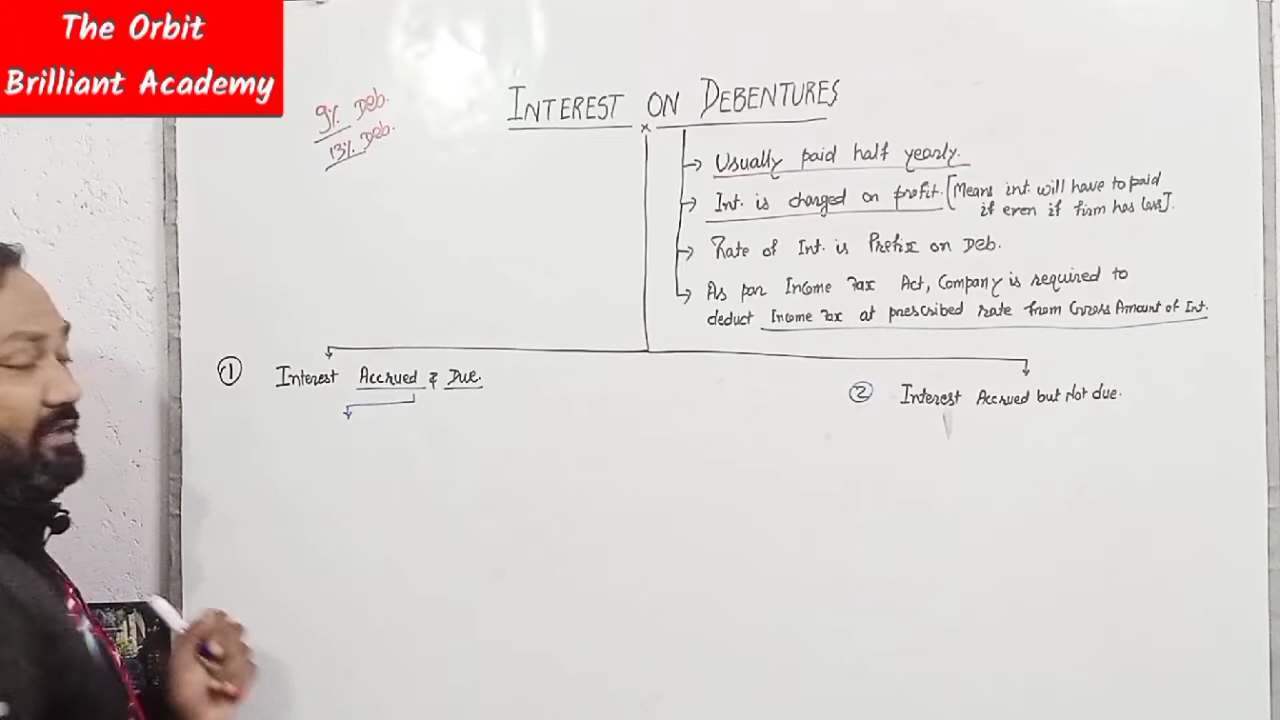 The Orbit
Brilliant Academy
9% Deb.
13% Deb.
INTEREST ON DEBENTURES
Usually paid half yearly.
Int. is charged on profit. [Means int. will have to paid
if even if firm has loss].
Rate of Int. is Prefix on Deb.
As par Income Tax Act, Company is required to
deduct Income Tax at prescribed rate from Gross Amount of Int.
① Interest Accrued & Due.
② Interest Accrued but Not due.